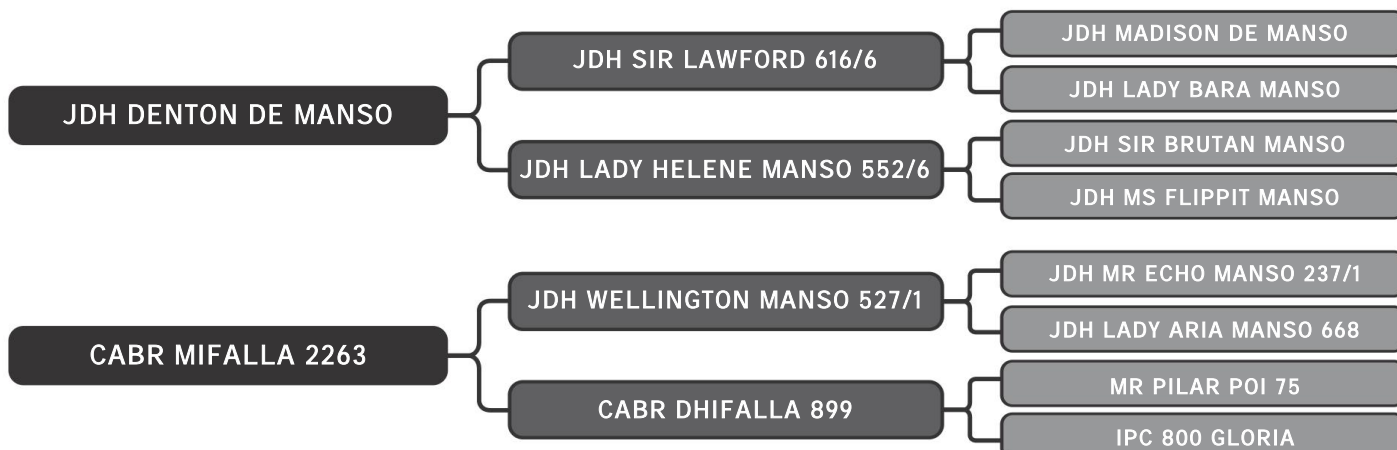 JDH DENTON DE MANSO
JDH SIR LAWFORD 616/6
JDH MADISON DE MANSO
JDH LADY BARA MANSO
JDH LADY HELENE MANSO 552/6
JDH SIR BRUTAN MANSO
JDH MS FLIPPIT MANSO
CABR MIFALLA 2263
JDH WELLINGTON MANSO 527/1
JDH MR ECHO MANSO 237/1
JDH LADY ARIA MANSO 668
CABR DHIFALLA 899
MR PILAR POI 75
IPC 800 GLORIA